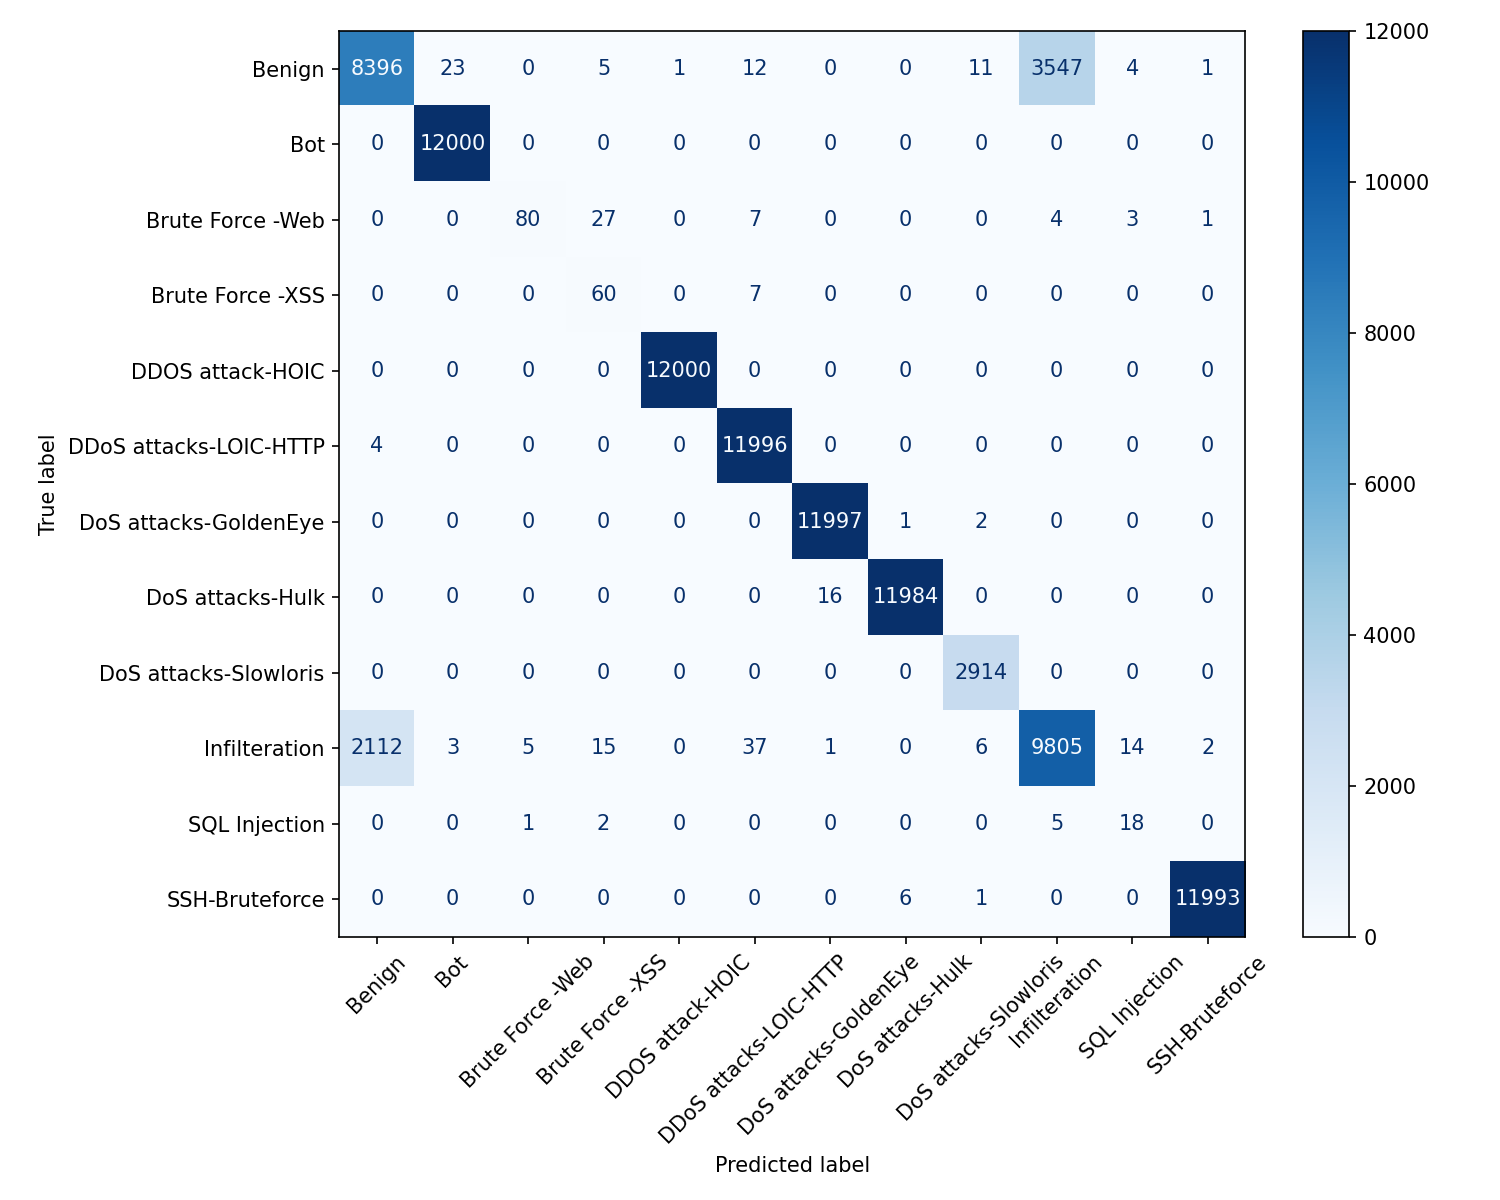 Benign 8396 23 0 5 1 12 0 0 11 3547 4 1
Bot 0 12000 0 0 0 0 0 0 0 0 0 0
Brute Force -Web 0 0 80 27 0 7 0 0 0 4 3 1
Brute Force -XSS 0 0 0 60 0 7 0 0 0 0 0 0
DDOS attack-HOIC 0 0 0 0 12000 0 0 0 0 0 0 0
DDoS attacks-LOIC-HTTP 4 0 0 0 0 11996 0 0 0 0 0 0
DoS attacks-GoldenEye 0 0 0 0 0 0 11997 1 2 0 0 0
DoS attacks-Hulk 0 0 0 0 0 0 16 11984 0 0 0 0
DoS attacks-Slowloris 0 0 0 0 0 0 0 0 2914 0 0 0
Infilteration 2112 3 5 15 0 37 1 0 6 9805 14 2
SQL Injection 0 0 1 2 0 0 0 0 0 5 18 0
SSH-Bruteforce 0 0 0 0 0 0 0 6 1 0 0 11993
True label
Benign
Bot
Brute Force -Web
Brute Force -XSS
DDOS attack-HOIC
DDoS attacks-LOIC-HTTP
DoS attacks-GoldenEye
DoS attacks-Hulk
DoS attacks-Slowloris
Infilteration
SQL Injection
SSH-Bruteforce
Predicted label
12000
10000
8000
6000
4000
2000
0